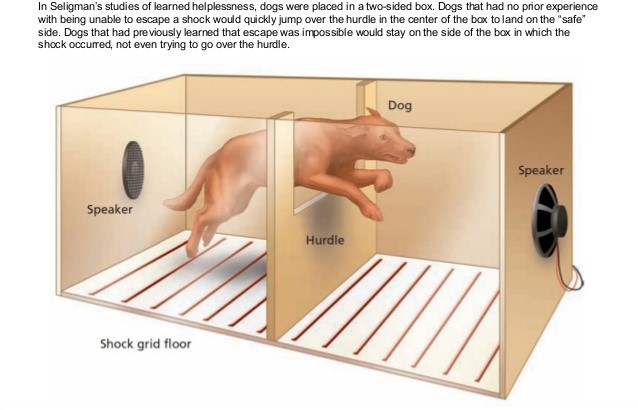 In Seligman's studies of learned helplessness, dogs were placed in a two-sided box. Dogs that had no prior experience
with being unable to escape a shock would quickly jump over the hurdle in the center of the box to land on the “safe”
side. Dogs that had previously learned that escape was impossible would stay on the side of the box in which the
shock occurred, not even trying to go over the hurdle.
Dog
Speaker
Speaker
Hurdle
Shock grid floor